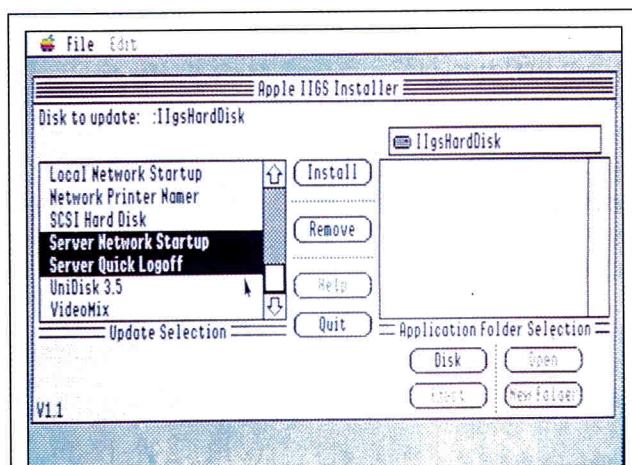 File Edit
Apple IIGS Installer
Disk to update: :IIgsHardDisk
IIgsHardDisk
Local Network Startup
Network Printer Namer
SCSI Hard Disk
Server Network Startup
Server Quick Logoff
UniDisk 3.5
VideoMix
Update Selection
Install
Remove
Help
Quit
Application Folder Selection
Disk
Open
Eject
New Folder
V1.1